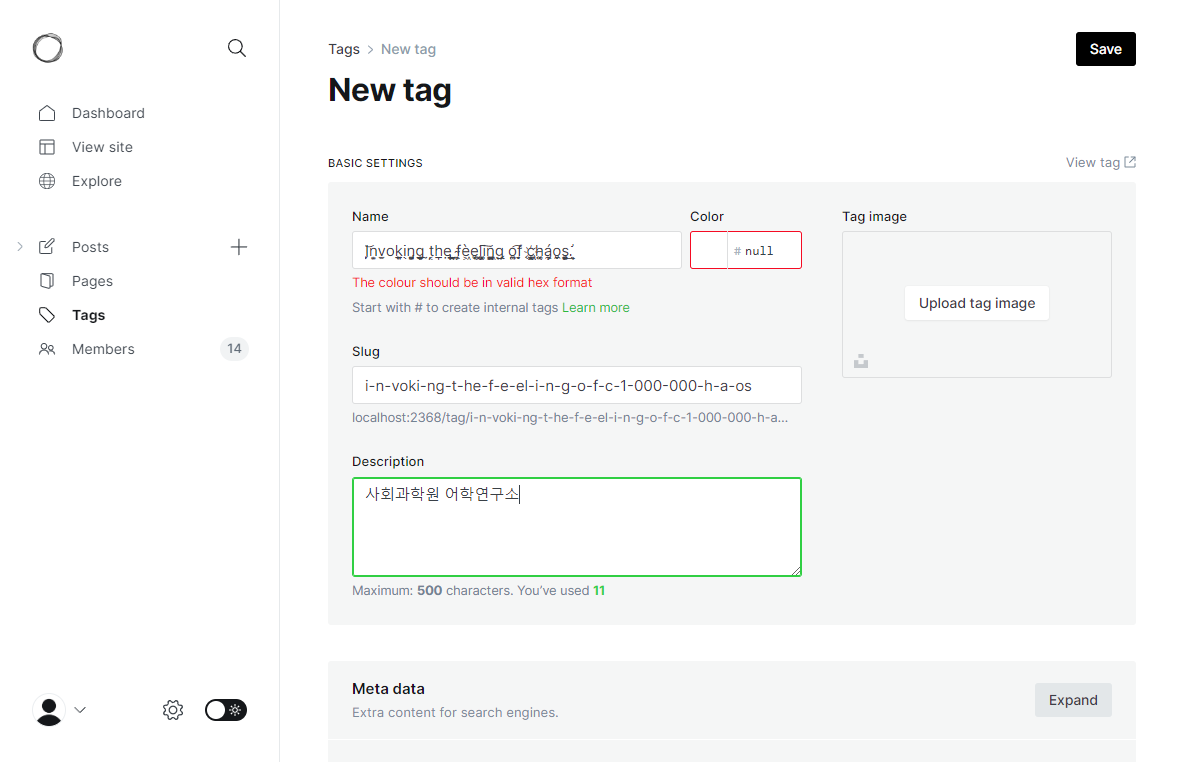 Tags > New tag
Save
New tag
Dashboard
View site
Explore
Posts
Pages
Tags
Members 14
BASIC SETTINGS
View tag
Name
Invoking the feeling of chaos.
The colour should be in valid hex format
Start with # to create internal tags Learn more
Color
# null
Tag image
Upload tag image
Slug
i-n-voki-ng-t-he-f-e-el-i-n-g-o-f-c-1-000-000-h-a-os
localhost:2368/tag/i-n-voki-ng-t-he-f-e-el-i-n-g-o-f-c-1-000-000-h-a...
Description
사회과학원 어학연구소
Maximum: 500 characters. You’ve used 11
Meta data
Extra content for search engines.
Expand